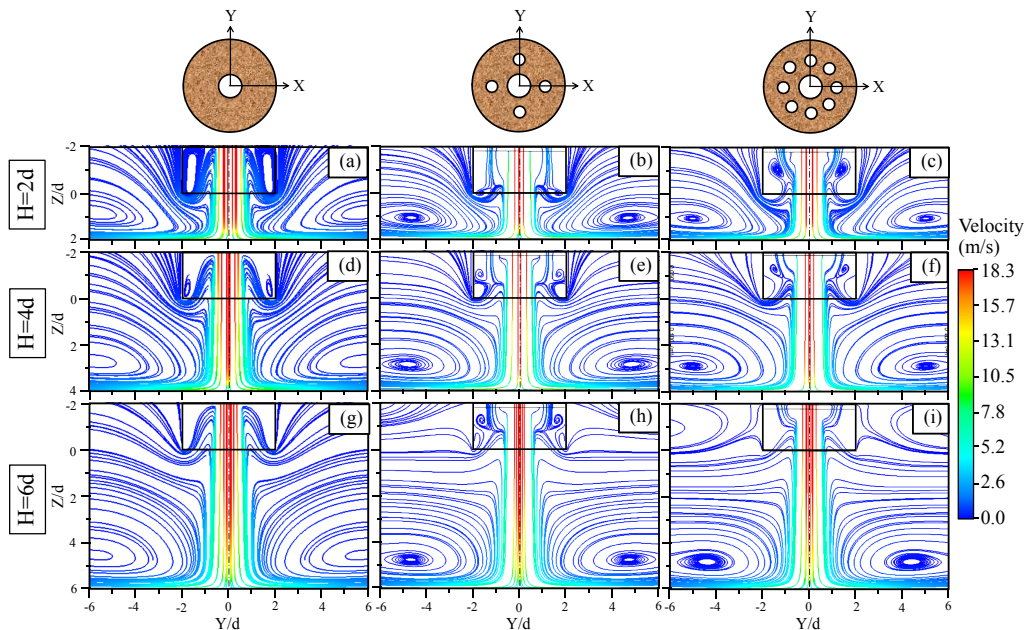 Y Y Y
X X X
H=2d
Z/d
-2 0 2
(a) (b) (c)
Velocity
(m/s)
18.3
15.7
13.1
10.5
7.8
5.2
2.6
0.0
H=4d
Z/d
-2 0 2 4
(d) (e) (f)
H=6d
Z/d
-2 0 2 4 6
(g) (h) (i)
-6 -4 -2 0 2 4 6 -4 -2 0 2 4 6 -4 -2 0 2 4 6
Y/d Y/d Y/d